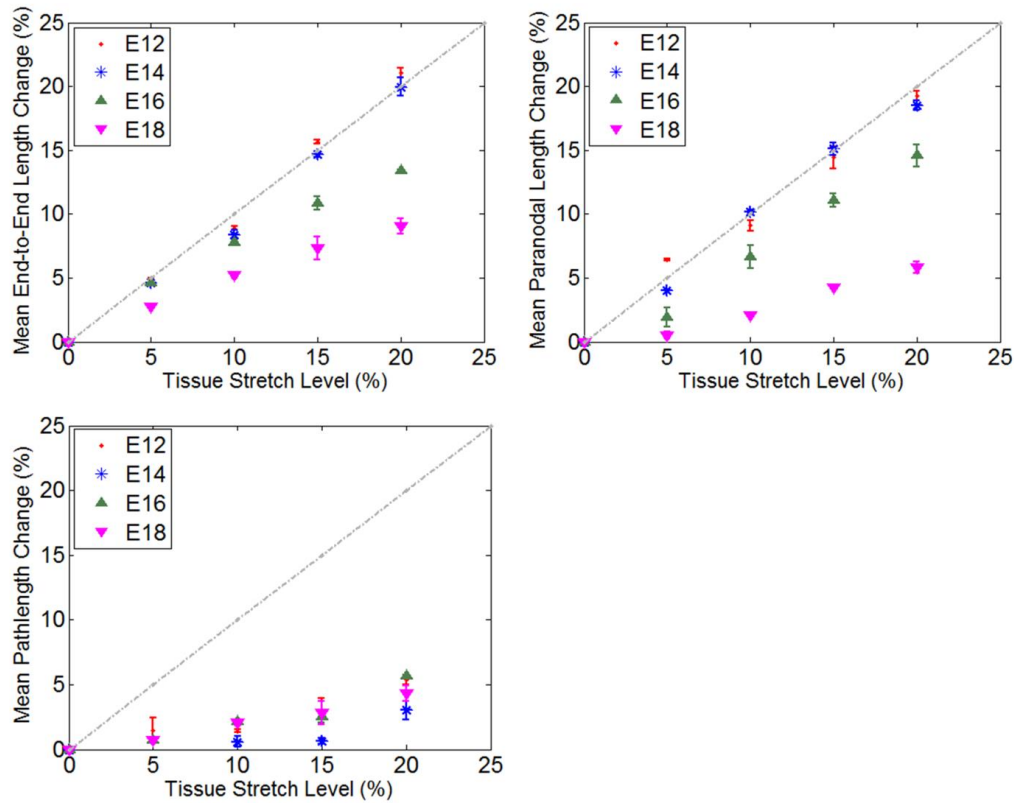 Mean End-to-End Length Change (%)
25
20
15
10
5
0
E12
E14
E16
E18
0 5 10 15 20 25
Tissue Stretch Level (%)
Mean Paranodal Length Change (%)
25
20
15
10
5
0
E12
E14
E16
E18
0 5 10 15 20 25
Tissue Stretch Level (%)
Mean Pathlength Change (%)
25
20
15
10
5
0
E12
E14
E16
E18
0 5 10 15 20 25
Tissue Stretch Level (%)